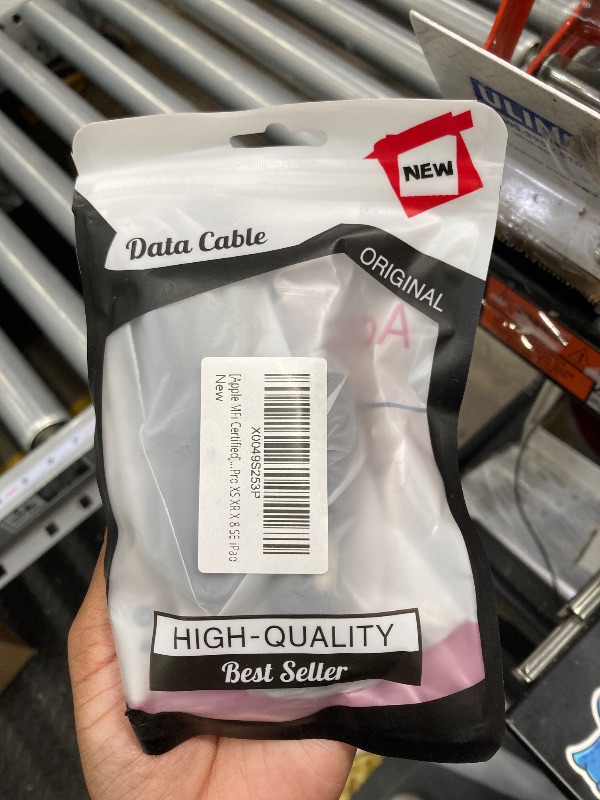 NEW
Data Cable
ORIGINAL
X0049S253P
[Apple MFi Certified]...Pro XS XR X 8 SE iPad
New
HIGH-QUALITY
Best Seller